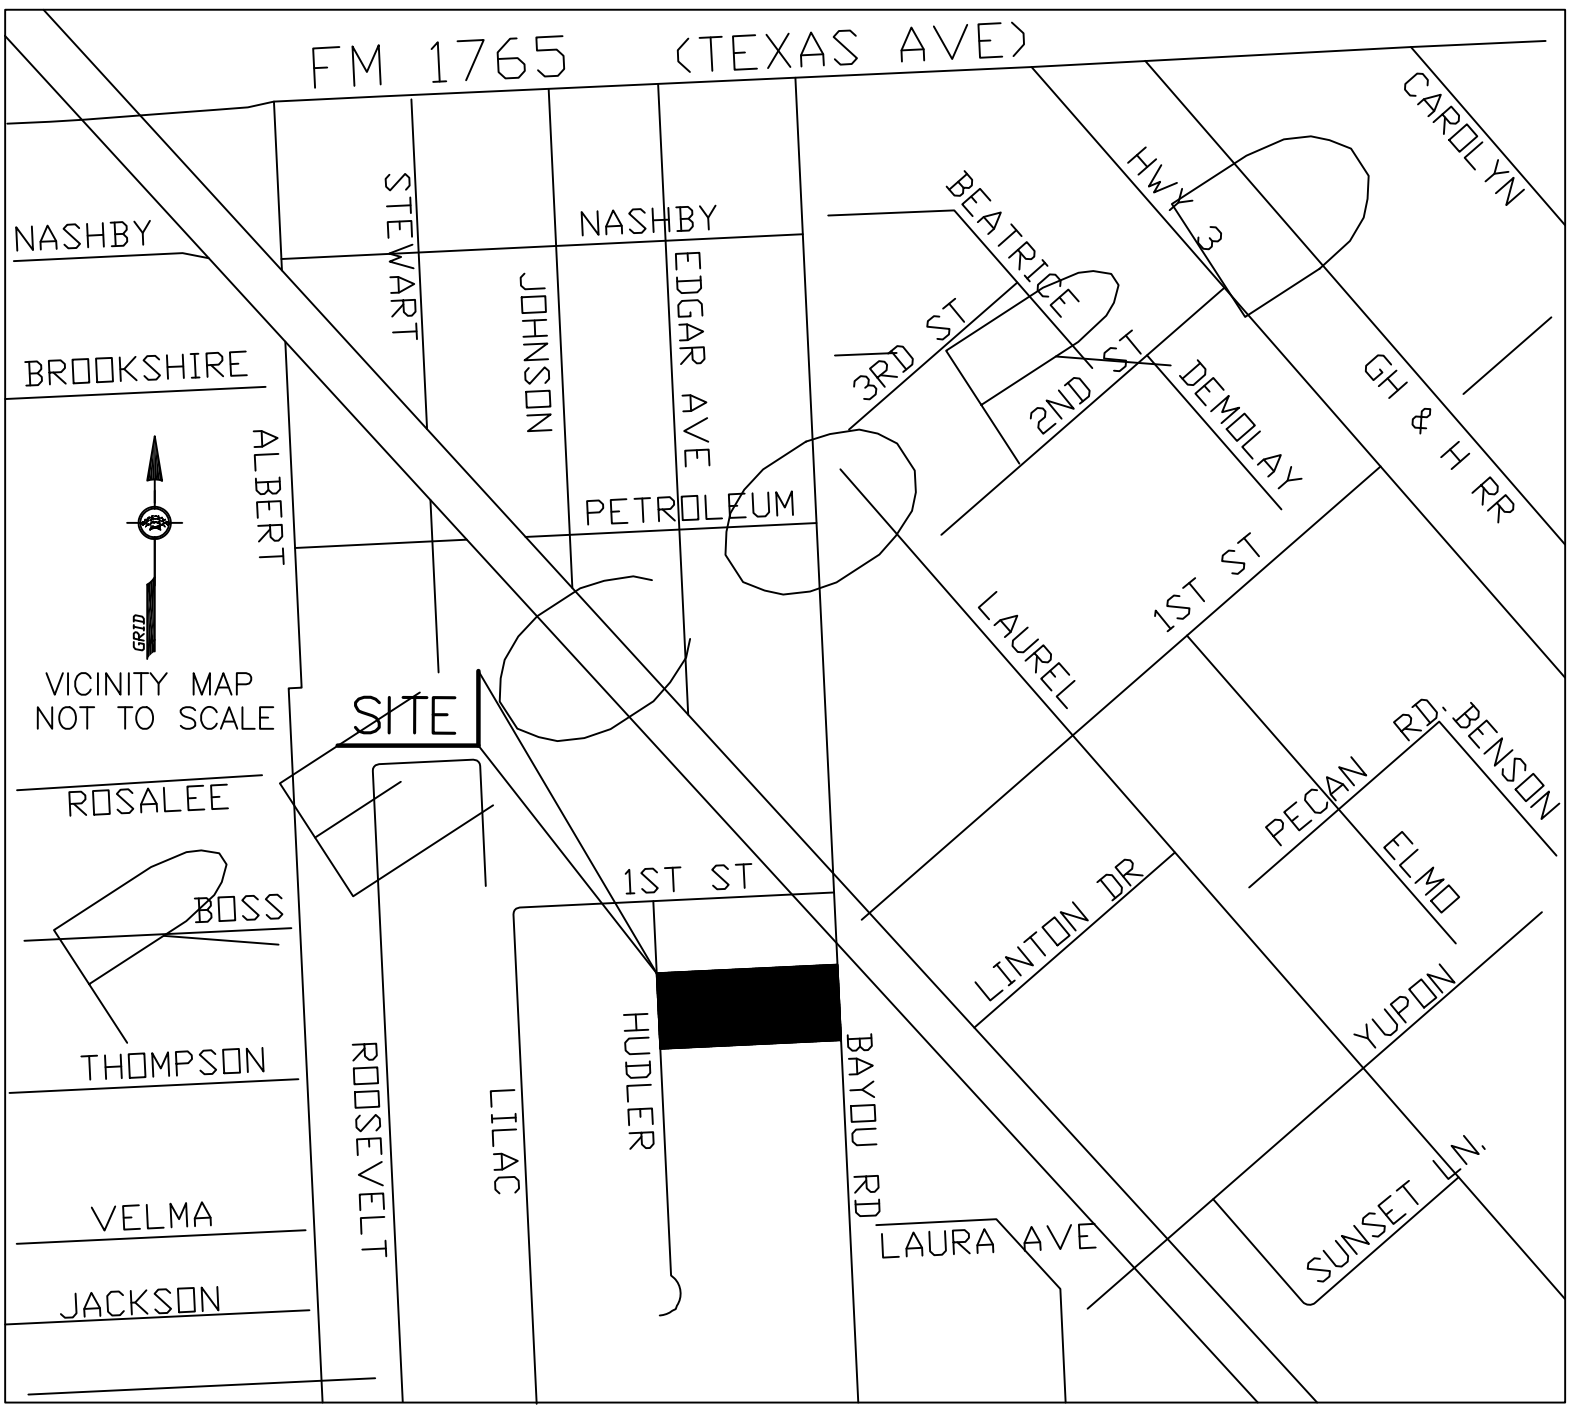 FM 1765 (TEXAS AVE)
CAROLYN
HWY 3
BEATRICE
STEWART
NASHBY
NASHBY
EDGAR AVE
JOHNSON
3RD ST
2ND ST
DEMOLAY
GH & H RR
BROOKSHIRE
ALBERT
PETROLEUM
1ST ST
LAUREL
GRID
VICINITY MAP
NOT TO SCALE
SITE
PECAN RD.
BENSON
ROSALEE
ELMO
1ST ST
LINTON DR
BOSS
YUPON
HUDLER
BAYOU RD
THOMPSON
ROOSEVELT
LILAC
SUNSET LN.
VELMA
LAURA AVE
JACKSON